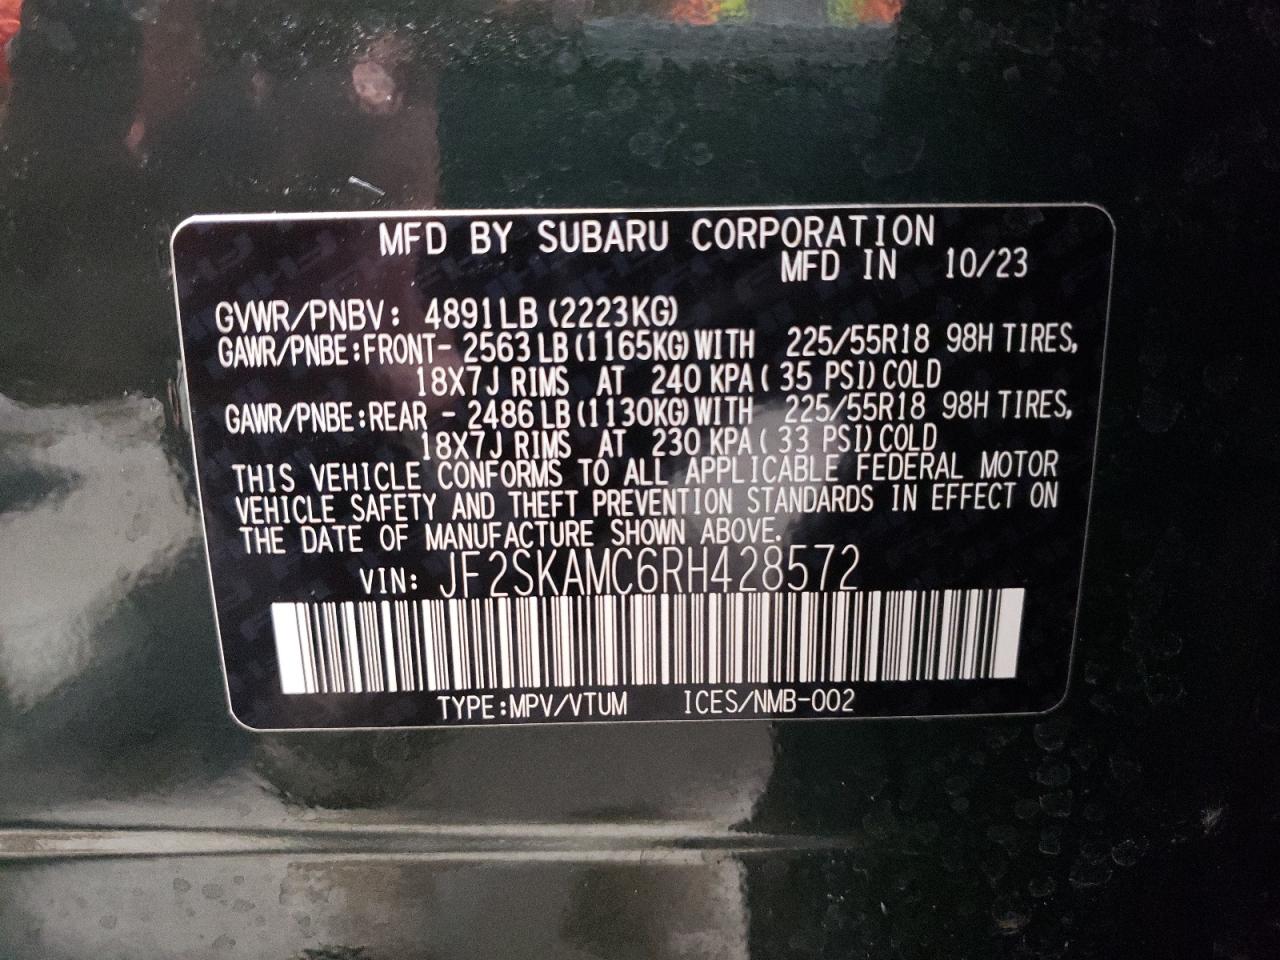 MFD BY SUBARU CORPORATION
MFD IN 10/23
GVWR/PNBV: 4891LB (2223KG)
GAWR/PNBE:FRONT- 2563LB(1165KG)WITH 225/55R18 98H TIRES,
18X7J RIMS AT 240 KPA( 35 PSI)COLD
GAWR/PNBE:REAR - 2486LB(1130KG)WITH 225/55R18 98H TIRES,
18X7J RIMS AT 230 KPA( 33 PSI)COLD
THIS VEHICLE CONFORMS TO ALL APPLICABLE FEDERAL MOTOR
VEHICLE SAFETY AND THEFT PREVENTION STANDARDS IN EFFECT ON
THE DATE OF MANUFACTURE SHOWN ABOVE.
VIN: JF2SKAMC6RH428572
TYPE:MPV/VTUM ICES/NMB-002